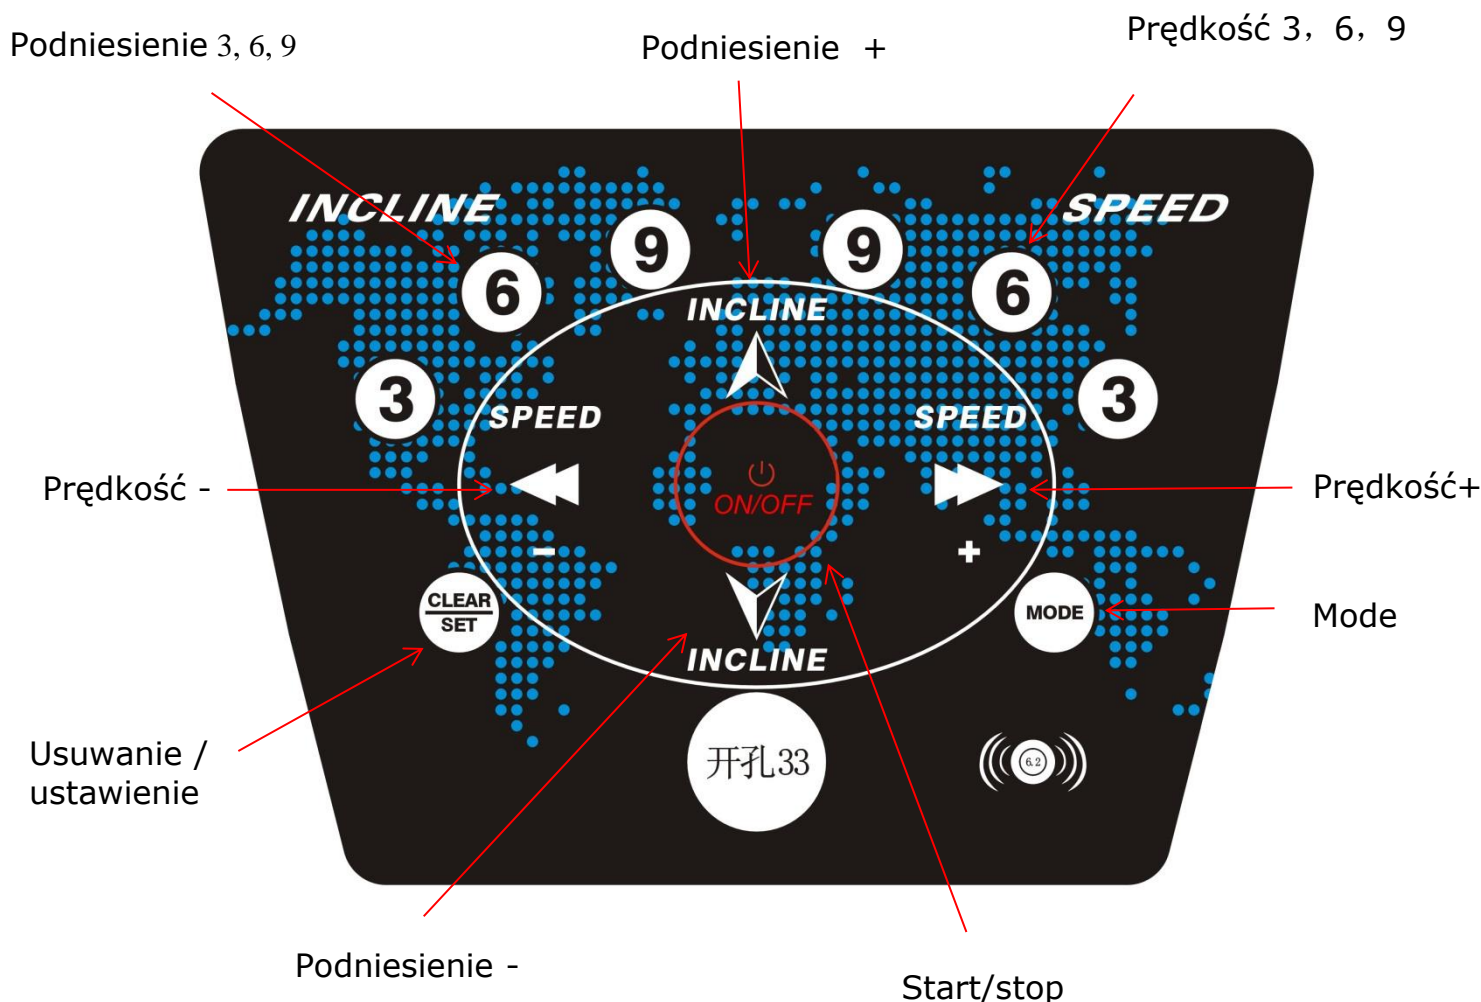 Podniesienie 3, 6, 9
Podniesienie +
Prędkość 3, 6, 9
INCLINE
SPEED
9
9
6
6
INCLINE
3
3
SPEED
SPEED
ON/OFF
Prędkość -
Prędkość+
-
+
CLEAR
SET
MODE
Mode
INCLINE
Usuwanie /
ustawienie
开孔33
6.2
Podniesienie -
Start/stop